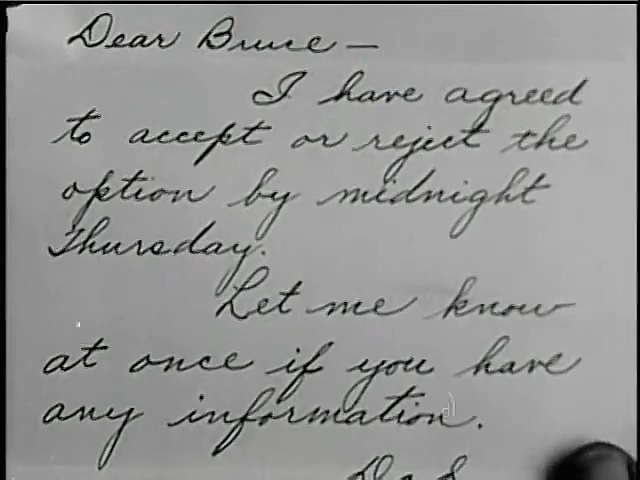 Dear Bruce —
I have agreed
to accept or reject the
option by midnight
Thursday.
Let me know
at once if you have
any information.